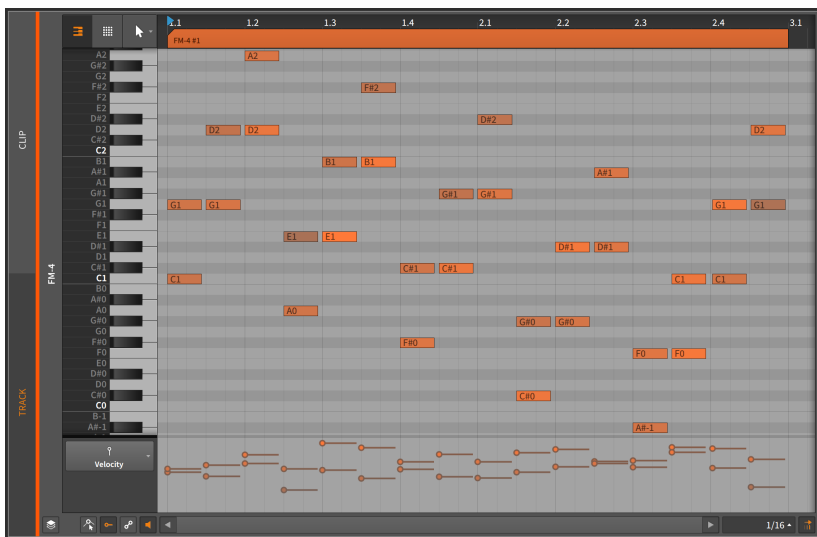 1.1 1.2 1.3 1.4 2.1 2.2 2.3 2.4 3.1
FM-4 #1
CLIP
TRACK
FM-4
A2 A2
G#2
G2
F#2 F#2
F2
E2
D#2 D#2
D2 D2 D2 D2
C#2
C2
B1 B1 B1
A#1 A#1
A1
G#1 G#1 G#1
G1 G1 G1 G1 G1
F#1
F1
E1 E1 E1
D#1 D#1 D#1
D1
C#1 C#1 C#1
C1 C1 C1 C1
B0
A#0
A0 A0
G#0 G#0 G#0
G0
F#0 F#0
F0 F0 F0
E0
D#0
D0
C#0 C#0
C0
B-1
A#-1 A#-1
Velocity
1/16